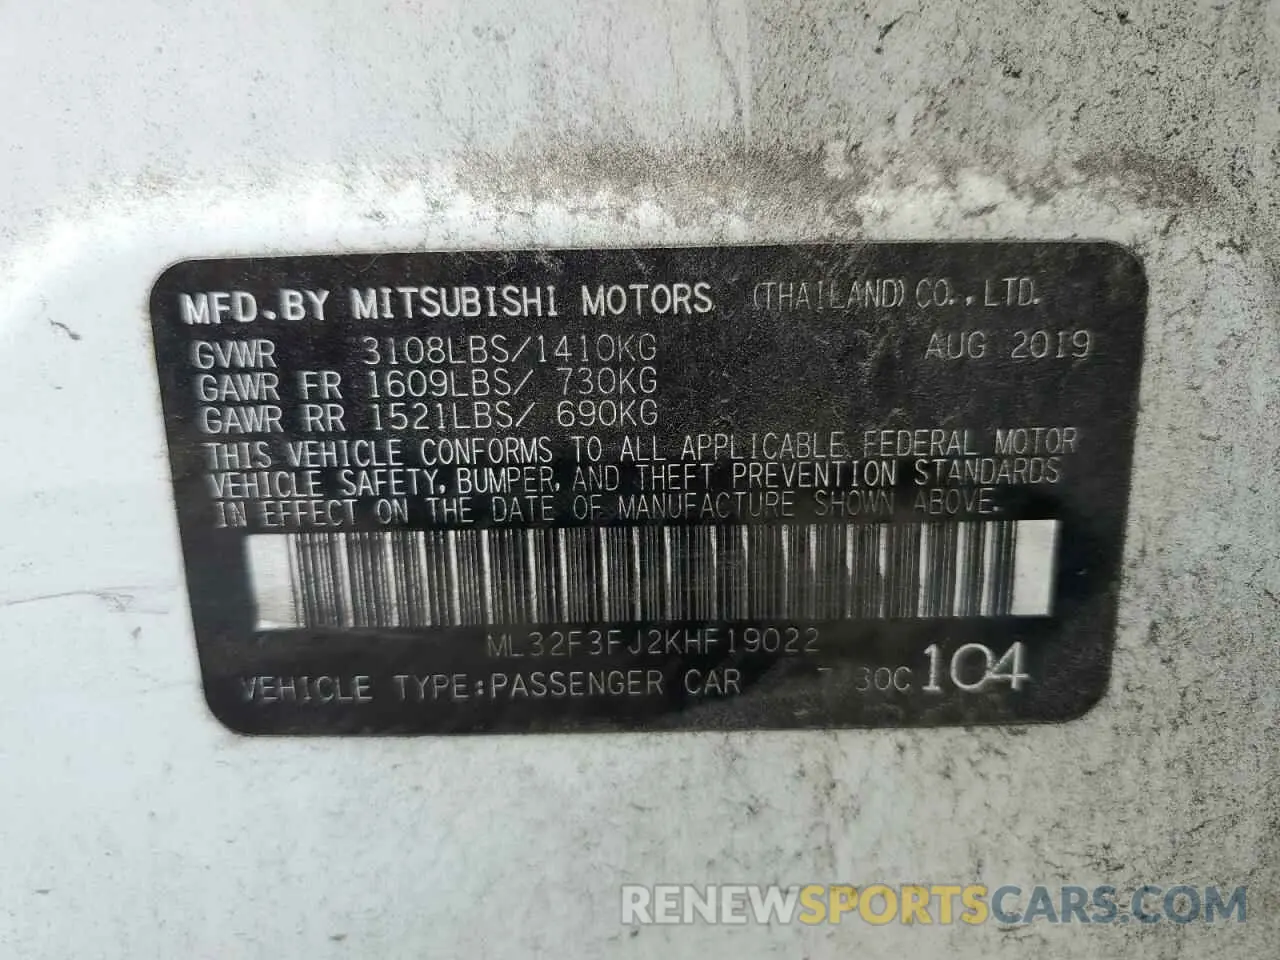 MFD.BY MITSUBISHI MOTORS (THAILAND) CO.,LTD.
GVWR 3108LBS/1410KG AUG 2019
GAWR FR 1609LBS/ 730KG
GAWR RR 1521LBS/ 690KG
THIS VEHICLE CONFORMS TO ALL APPLICABLE FEDERAL MOTOR
VEHICLE SAFETY, BUMPER, AND THEFT PREVENTION STANDARDS
IN EFFECT ON THE DATE OF MANUFACTURE SHOWN ABOVE.
ML32F3FJ2KHF19022
VEHICLE TYPE:PASSENGER CAR 104
RENEWSPORTSCARS.COM